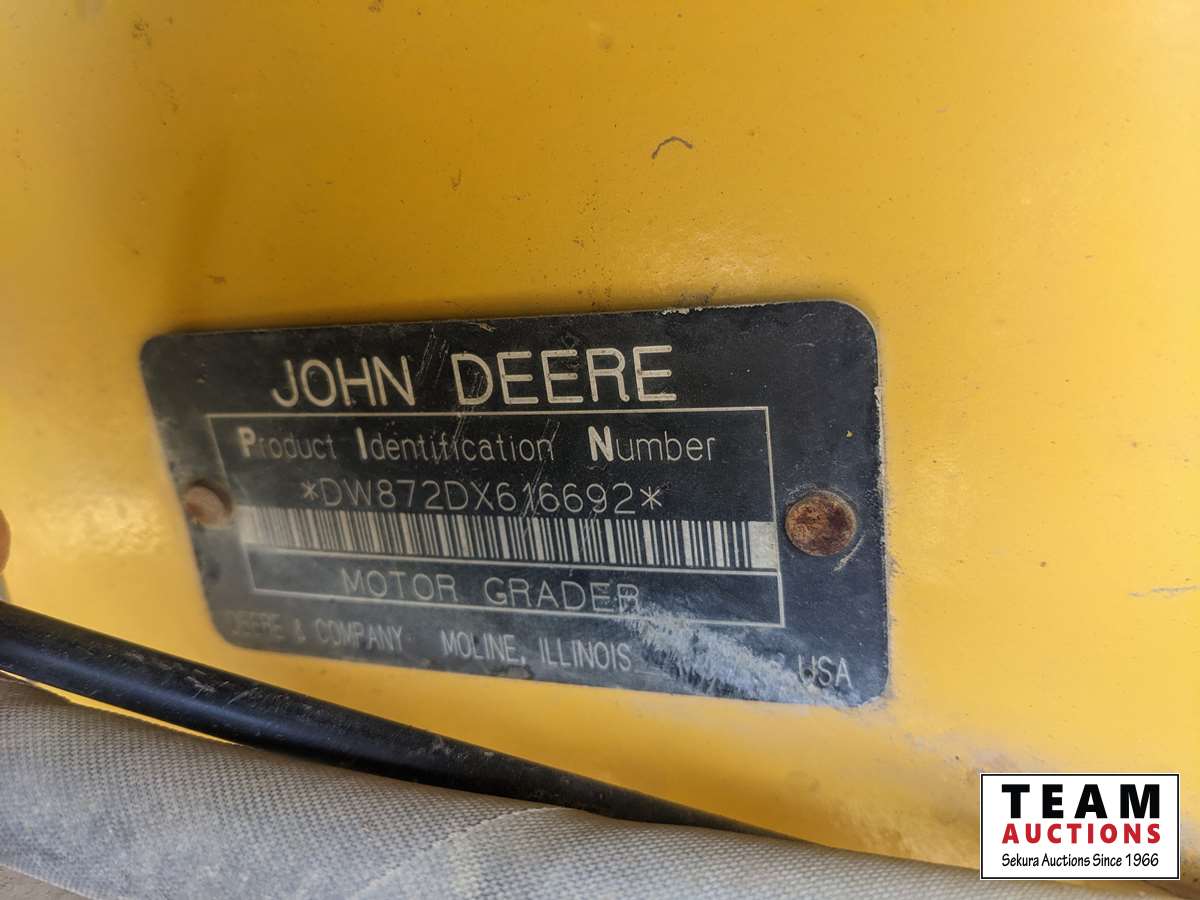 JOHN DEERE
Product Identification Number
*DW872DX616692*
MOTOR GRADER
DEERE & COMPANY MOLINE, ILLINOIS USA
TEAM
AUCTIONS
Sekura Auctions Since 1966